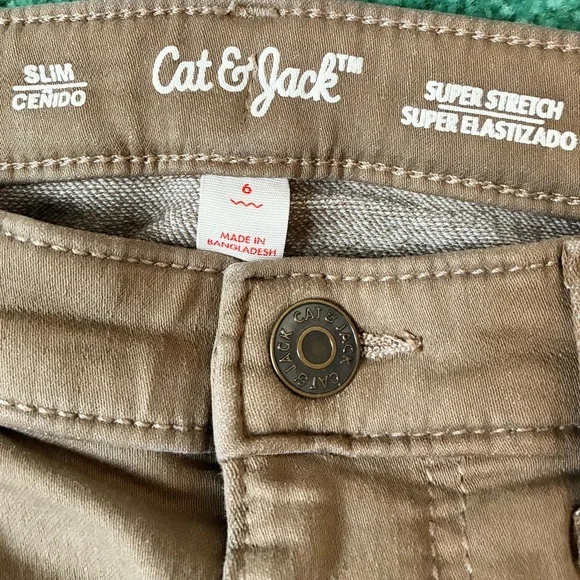 SLIM
CEÑIDO
Cat & Jack™
SUPER STRETCH
SUPER ELASTIZADO
6
MADE IN
BANGLADESH
CAT & JACK CAT & JACK